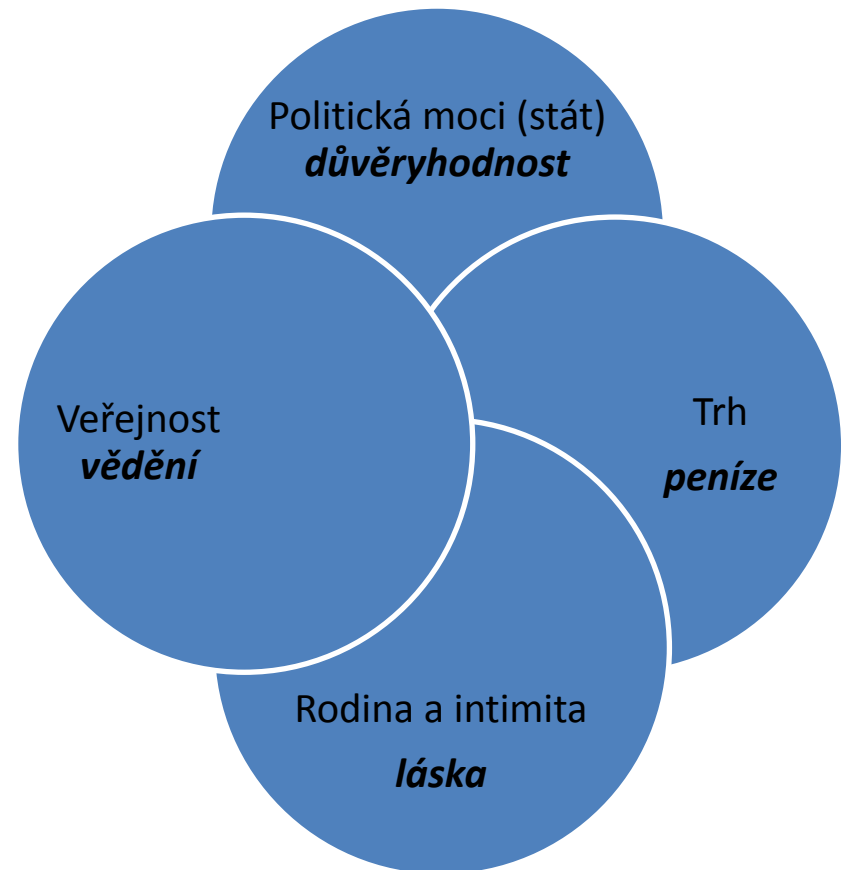 Politická moci (stát)
důvěryhodnost
Veřejnost
vědění
Trh
peníze
Rodina a intimita
láska